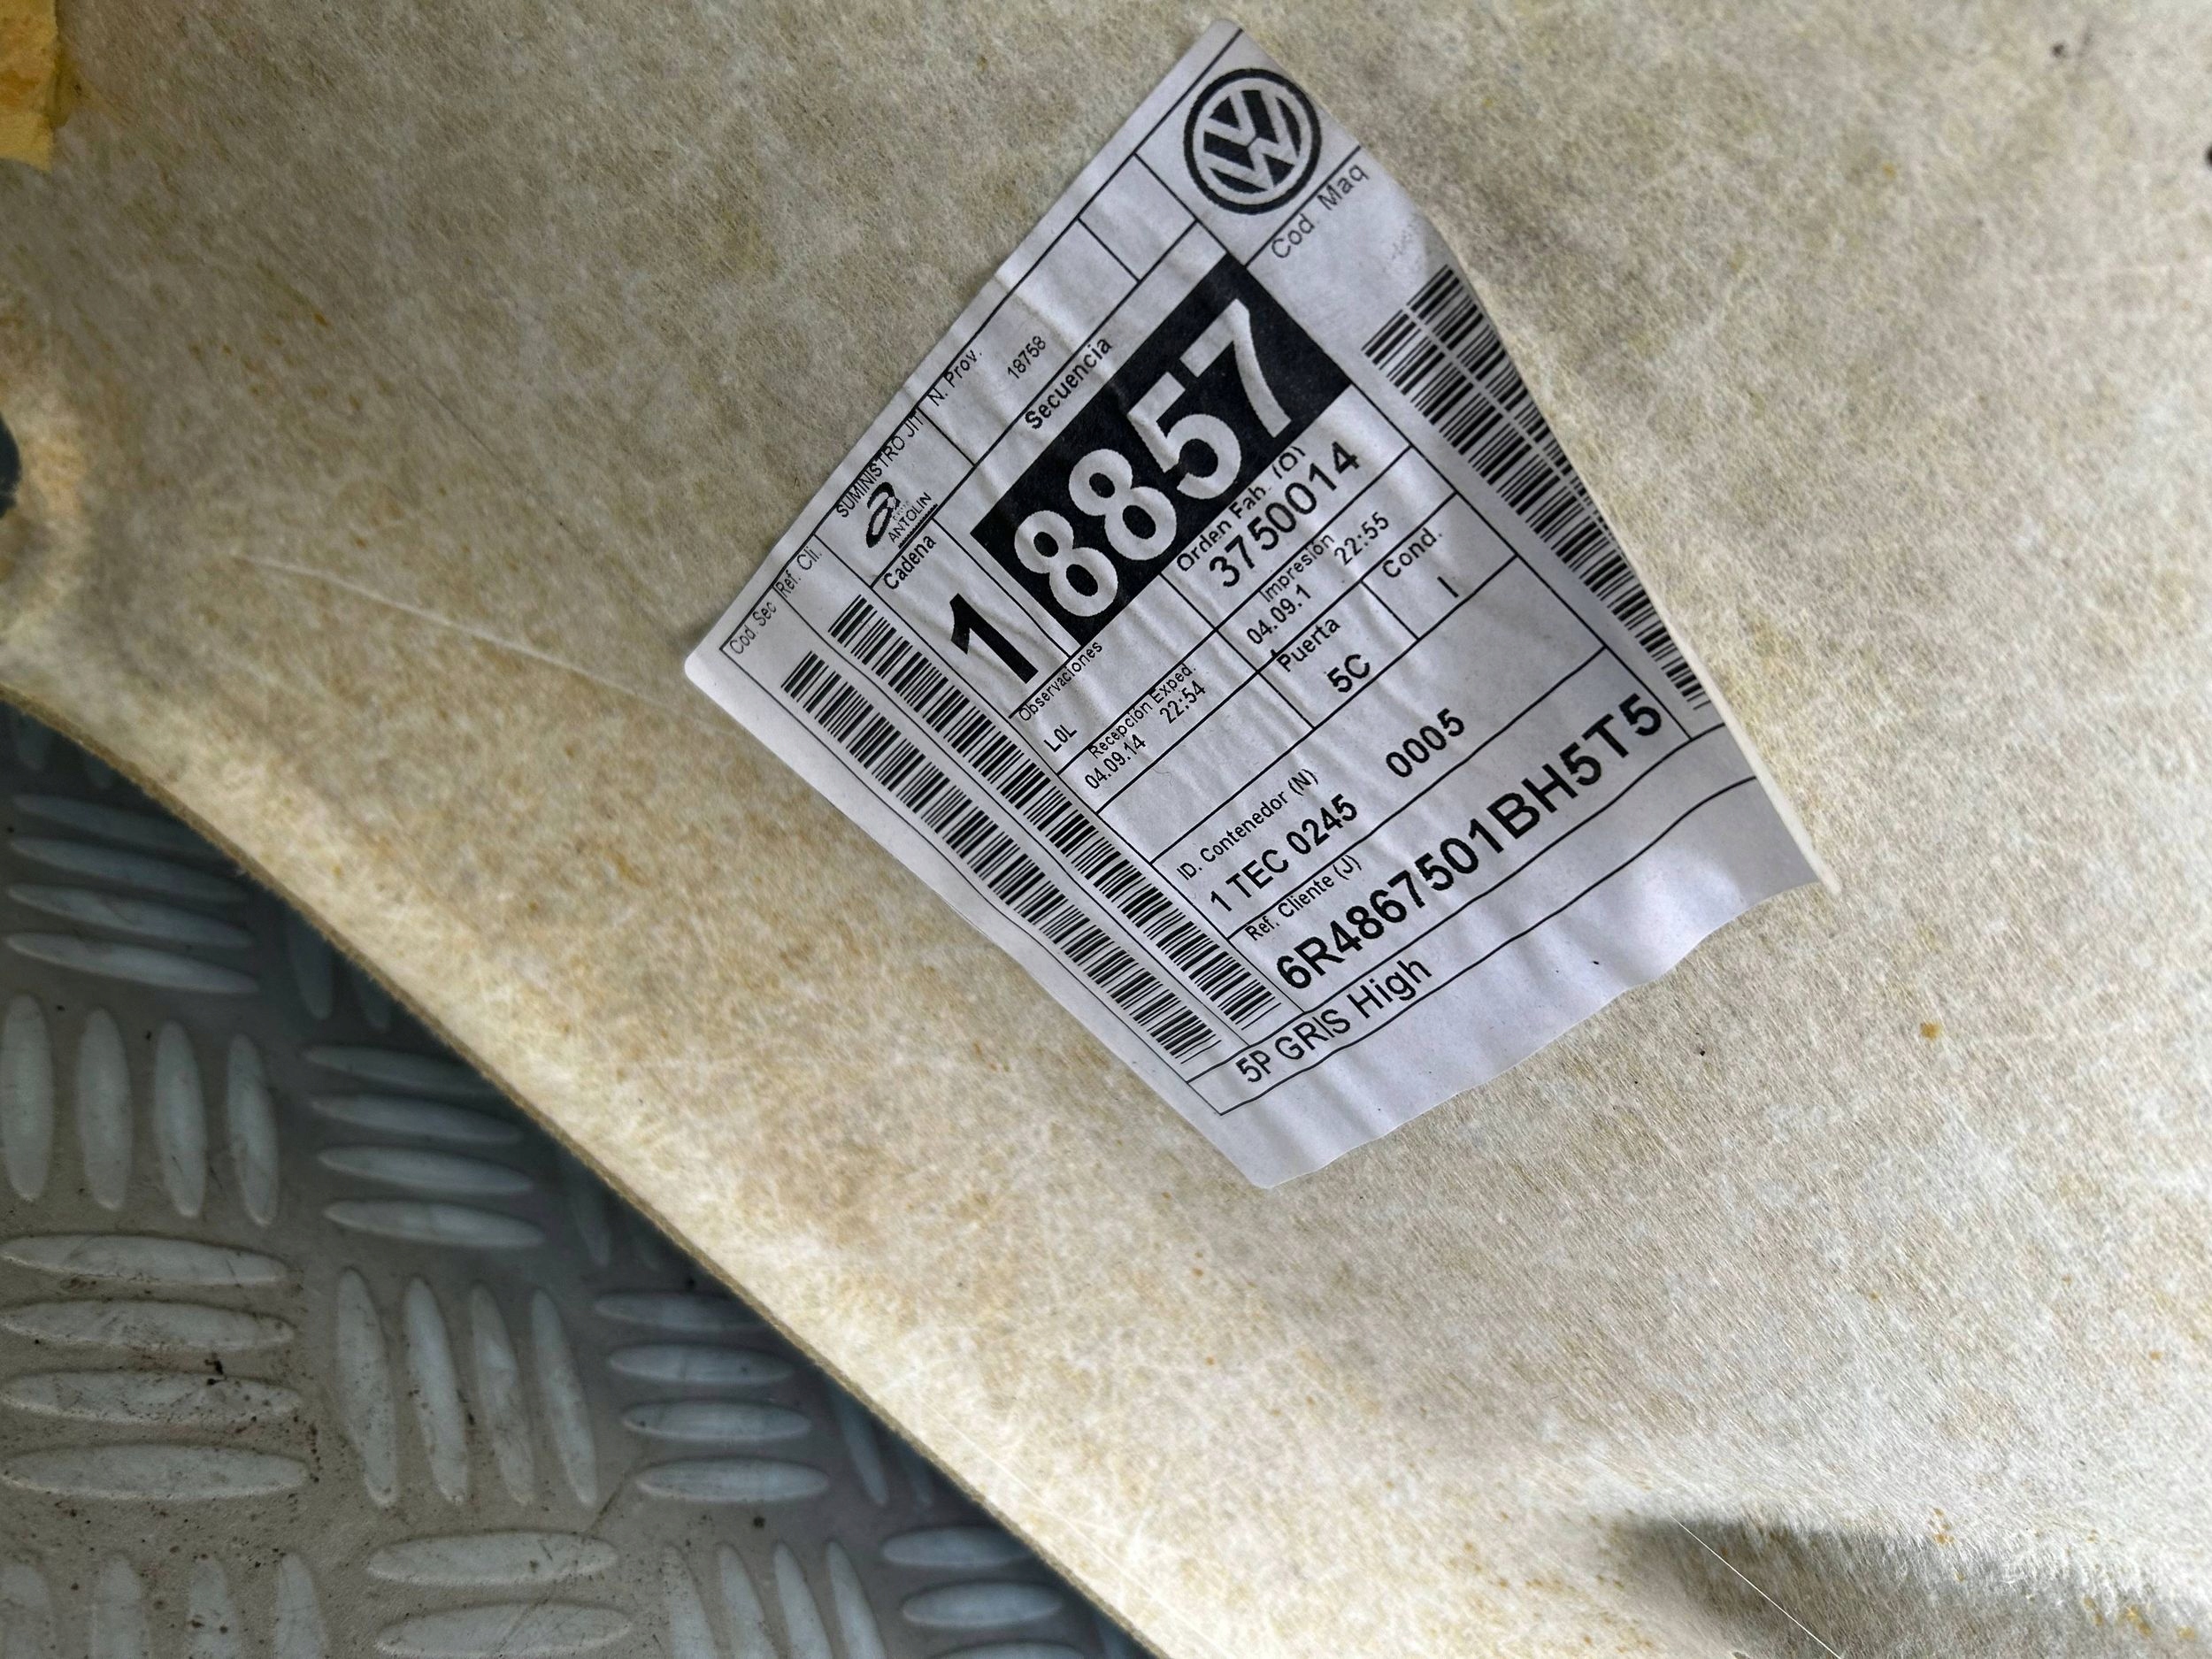 Cod. Sec
Ref. Cli.
SUMINISTRO JIT
N. Prov.
18758
ANTOLIN
Cadena
1
Secuencia
8857
Cod. Maq
Observaciones
L0L
Orden Fab. (O)
3750014
Recepción Exped.
04.09.14 22:54
Impresión
04.09.1 22:55
Puerta
5C
Cond.
I
ID. Contenedor (N)
1 TEC 0245 0005
Ref. Cliente (J)
6R4867501BH5T5
5P GRIS High